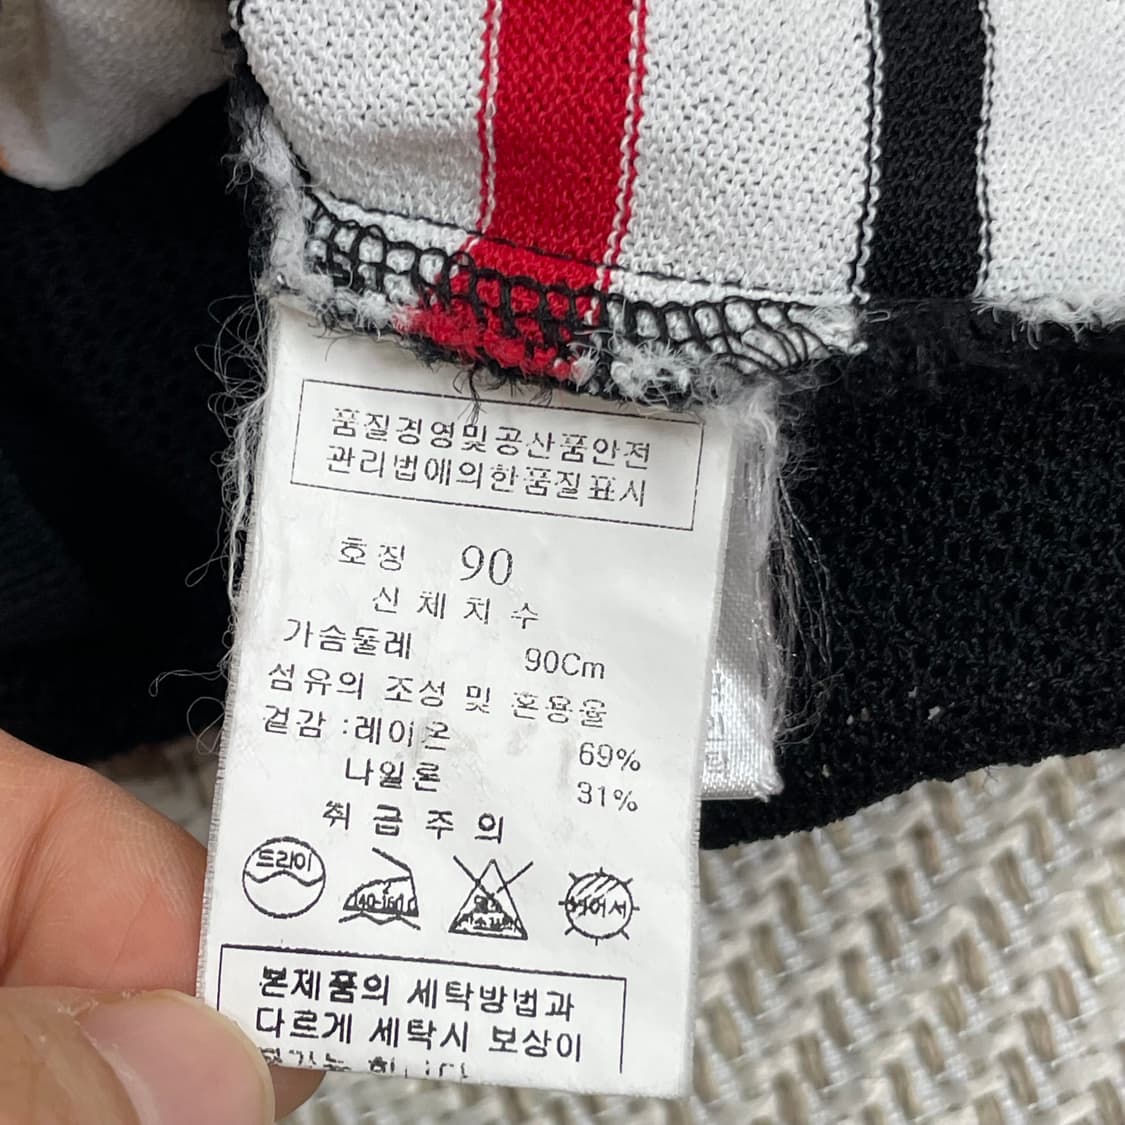 품질경영및공산품안전
관리법에의한품질표시
호칭 90
신체치수
가슴둘레 90Cm
섬유의 조성 및 혼용율
겉감 :레이온 69%
나일론 31%
취급주의
드라이
140-160℃
뉘어서
본제품의 세탁방법과
다르게 세탁시 보상이